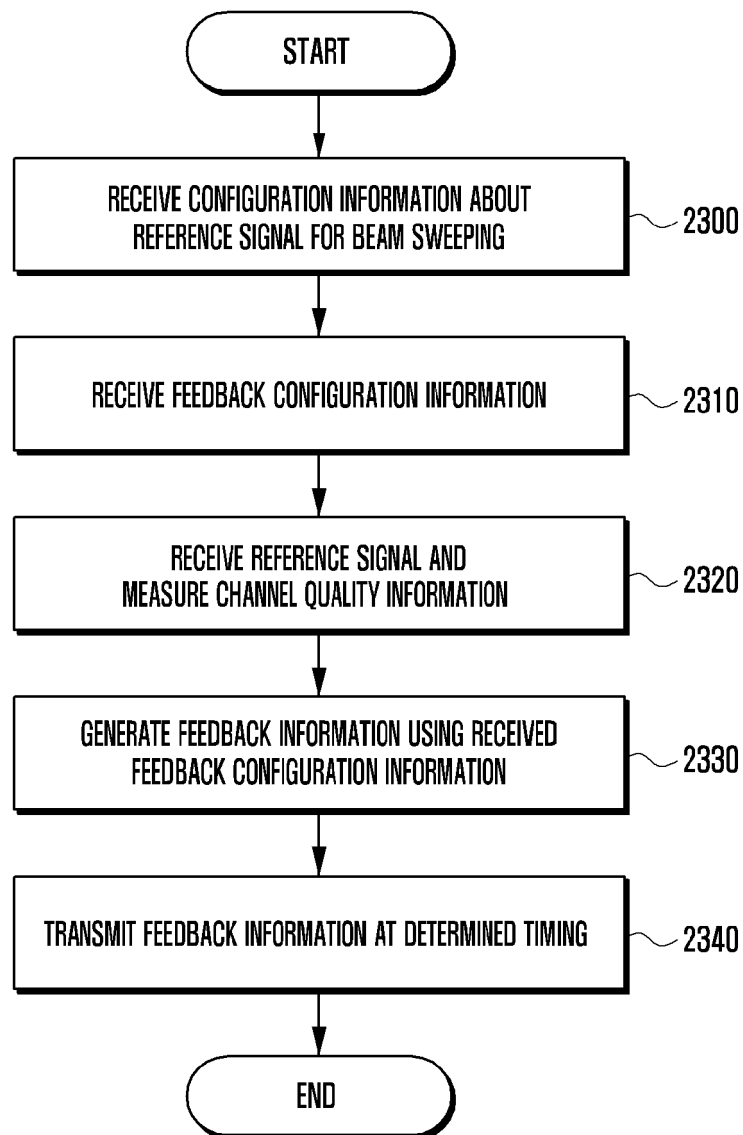 START
RECEIVE CONFIGURATION INFORMATION ABOUT
REFERENCE SIGNAL FOR BEAM SWEEPING
2300
RECEIVE FEEDBACK CONFIGURATION INFORMATION
2310
RECEIVE REFERENCE SIGNAL AND
MEASURE CHANNEL QUALITY INFORMATION
2320
GENERATE FEEDBACK INFORMATION USING RECEIVED
FEEDBACK CONFIGURATION INFORMATION
2330
TRANSMIT FEEDBACK INFORMATION AT DETERMINED TIMING
2340
END